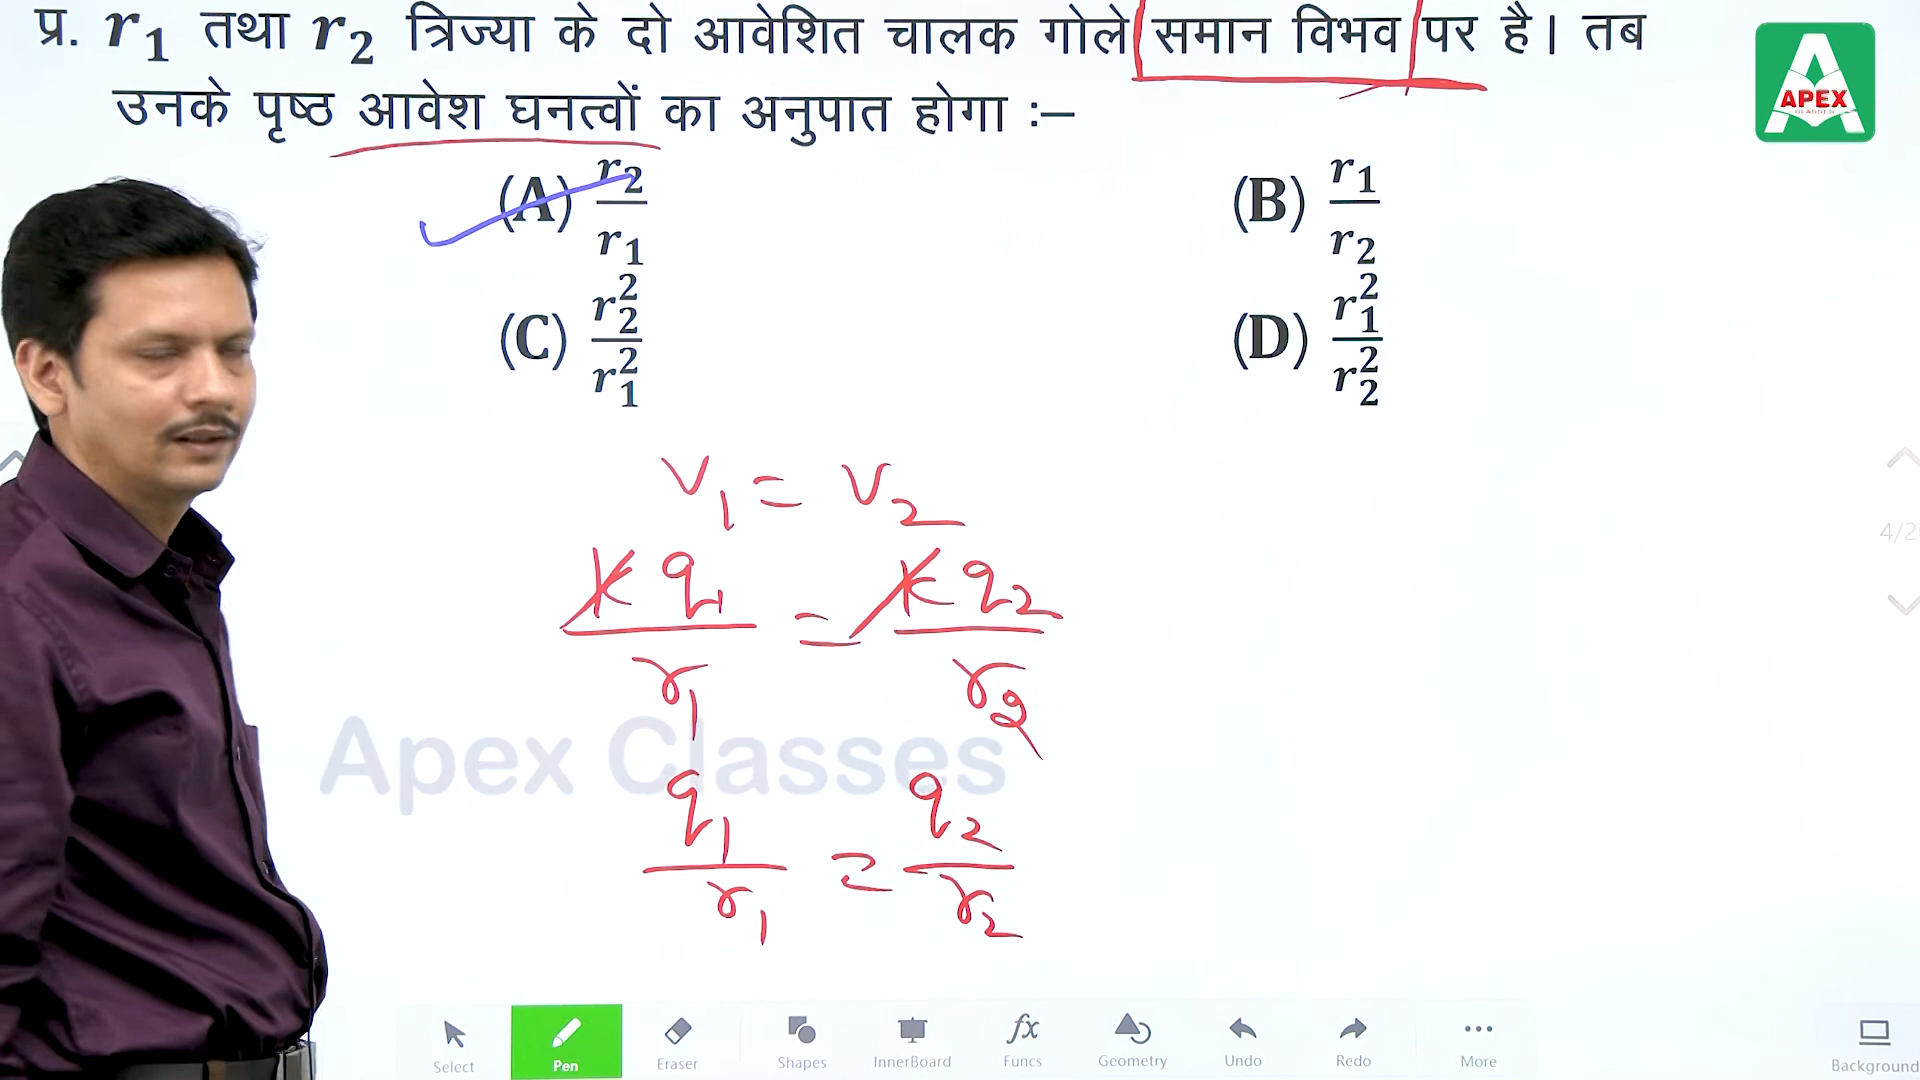 प्र. r₁ तथा r₂ त्रिज्या के दो आवेशित चालक गोले समान विभव पर है। तब
उनके पृष्ठ आवेश घनत्वों का अनुपात होगा :–
(A) r₂/r₁
(B) r₁/r₂
(C) r₂²/r₁²
(D) r₁²/r₂²
V₁ = V₂
Kq₁/r₁ = Kq₂/r₂
q₁/r₁ = q₂/r₂
Apex Classes
APEX
Select
Pen
Eraser
Shapes
InnerBoard
fx
Funcs
Geometry
Undo
Redo
More
Background